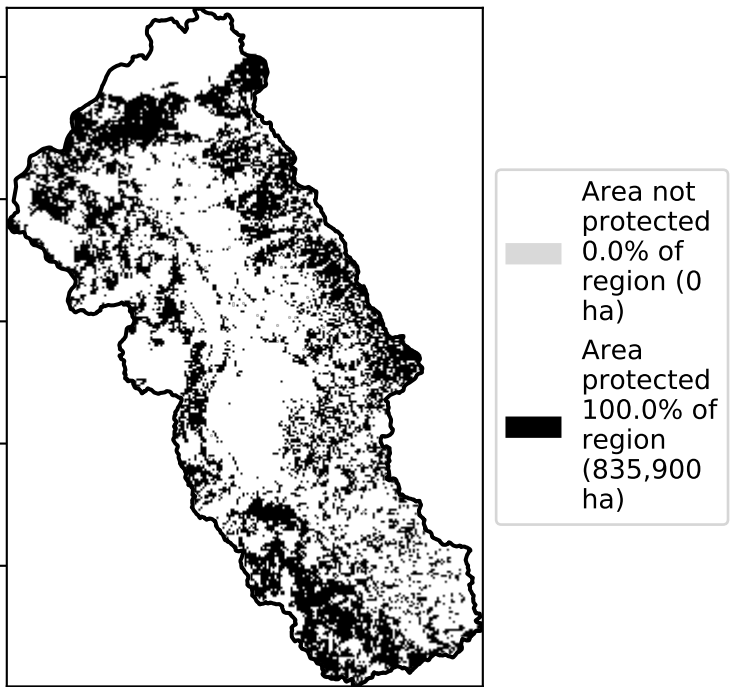 Area not
protected
0.0% of
region (0
ha)
Area
protected
100.0% of
region
(835,900
ha)